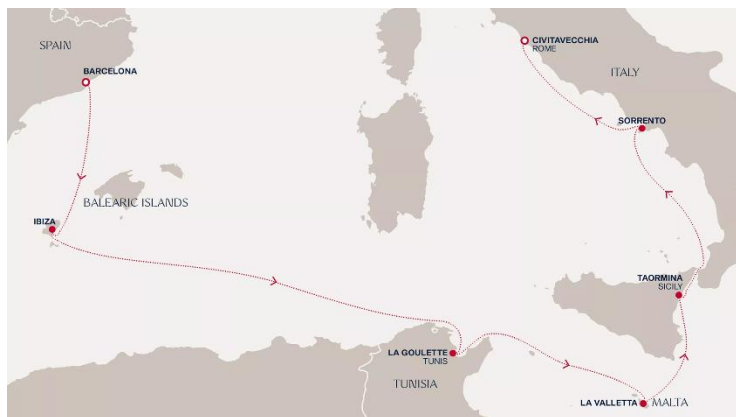 SPAIN
BARCELONA
BALEARIC ISLANDS
IBIZA
CIVITAVECCHIA
ROME
ITALY
SORRENTO
TAORMINA
SICILY
LA GOULETTE
TUNIS
TUNISIA
LA VALLETTA
MALTA